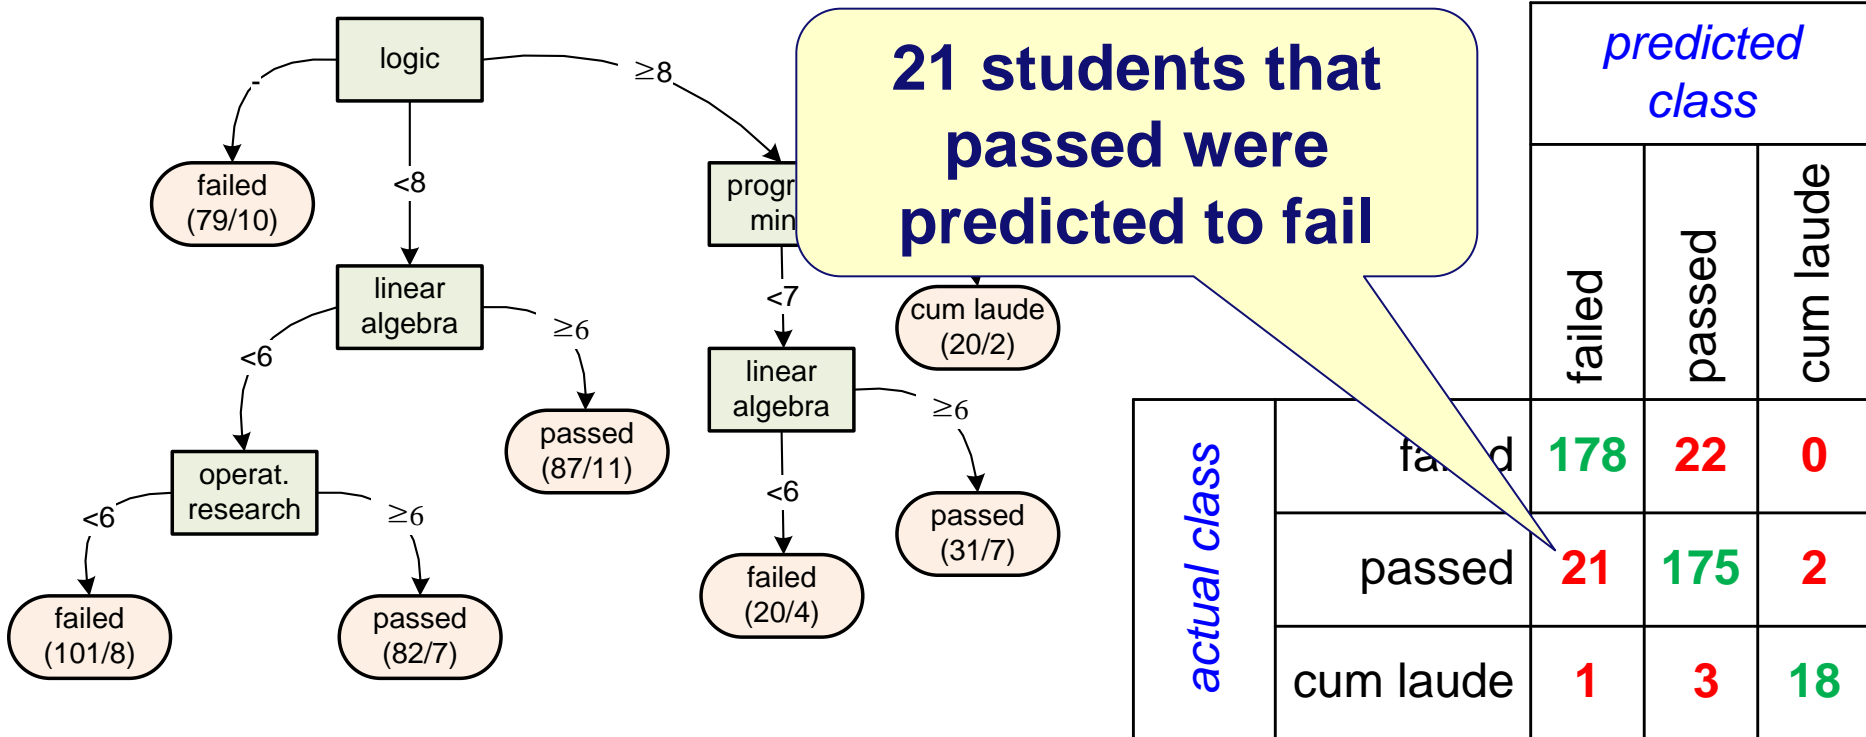 logic
-
<8
≥8
failed
(79/10)
linear
algebra
<6
≥6
operat.
research
<6
≥6
failed
(101/8)
passed
(82/7)
passed
(87/11)
<7
linear
algebra
<6
≥6
failed
(20/4)
passed
(31/7)
cum laude
(20/2)
21 students that
passed were
predicted to fail
predicted
class
failed
passed
cum laude
actual class
178 22 0
passed 21 175 2
cum laude 1 3 18